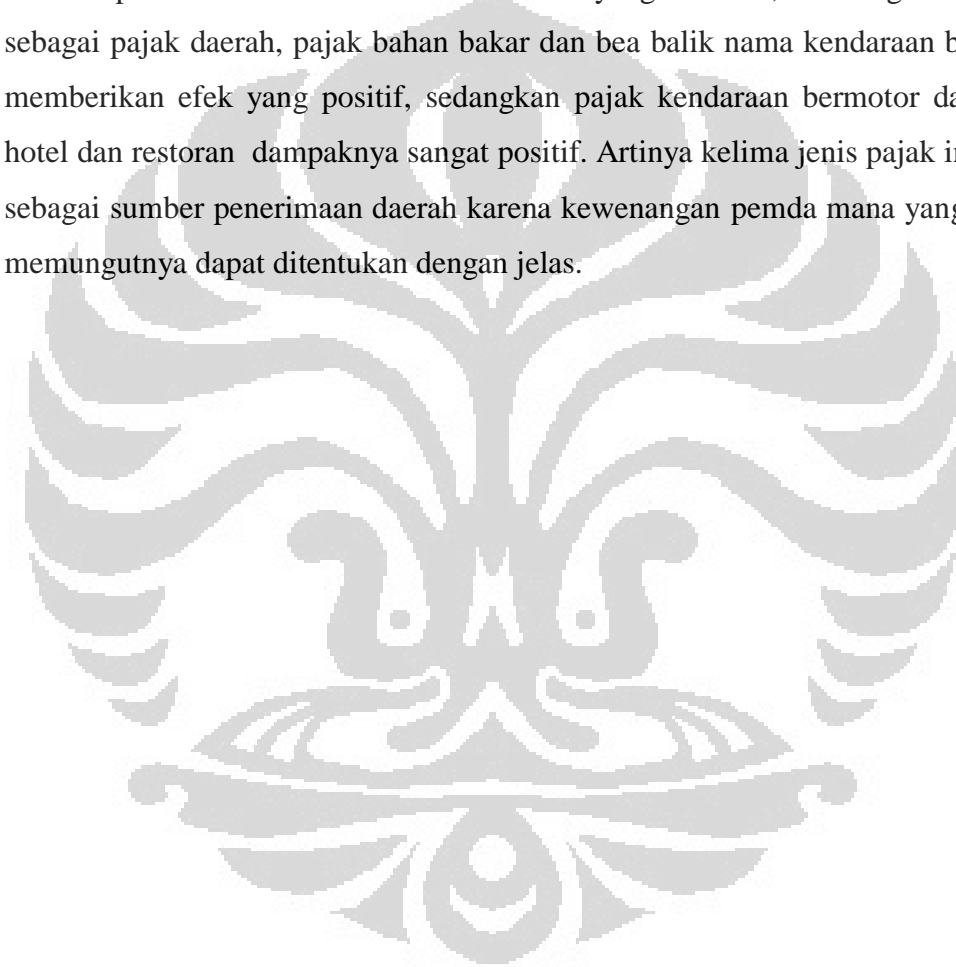 sebagai pajak daerah, pajak bahan bakar dan bea balik nama kendaraan b
memberikan efek yang positif, sedangkan pajak kendaraan bermotor da
hotel dan restoran dampaknya sangat positif. Artinya kelima jenis pajak in
sebagai sumber penerimaan daerah karena kewenangan pemda mana yang
memungutnya dapat ditentukan dengan jelas.